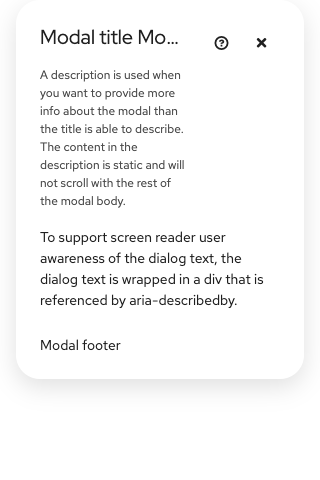 Modal title Mo...
A description is used when
you want to provide more
info about the modal than
the title is able to describe.
The content in the
description is static and will
not scroll with the rest of
the modal body.
To support screen reader user
awareness of the dialog text, the
dialog text is wrapped in a div that is
referenced by aria-describedby.
Modal footer